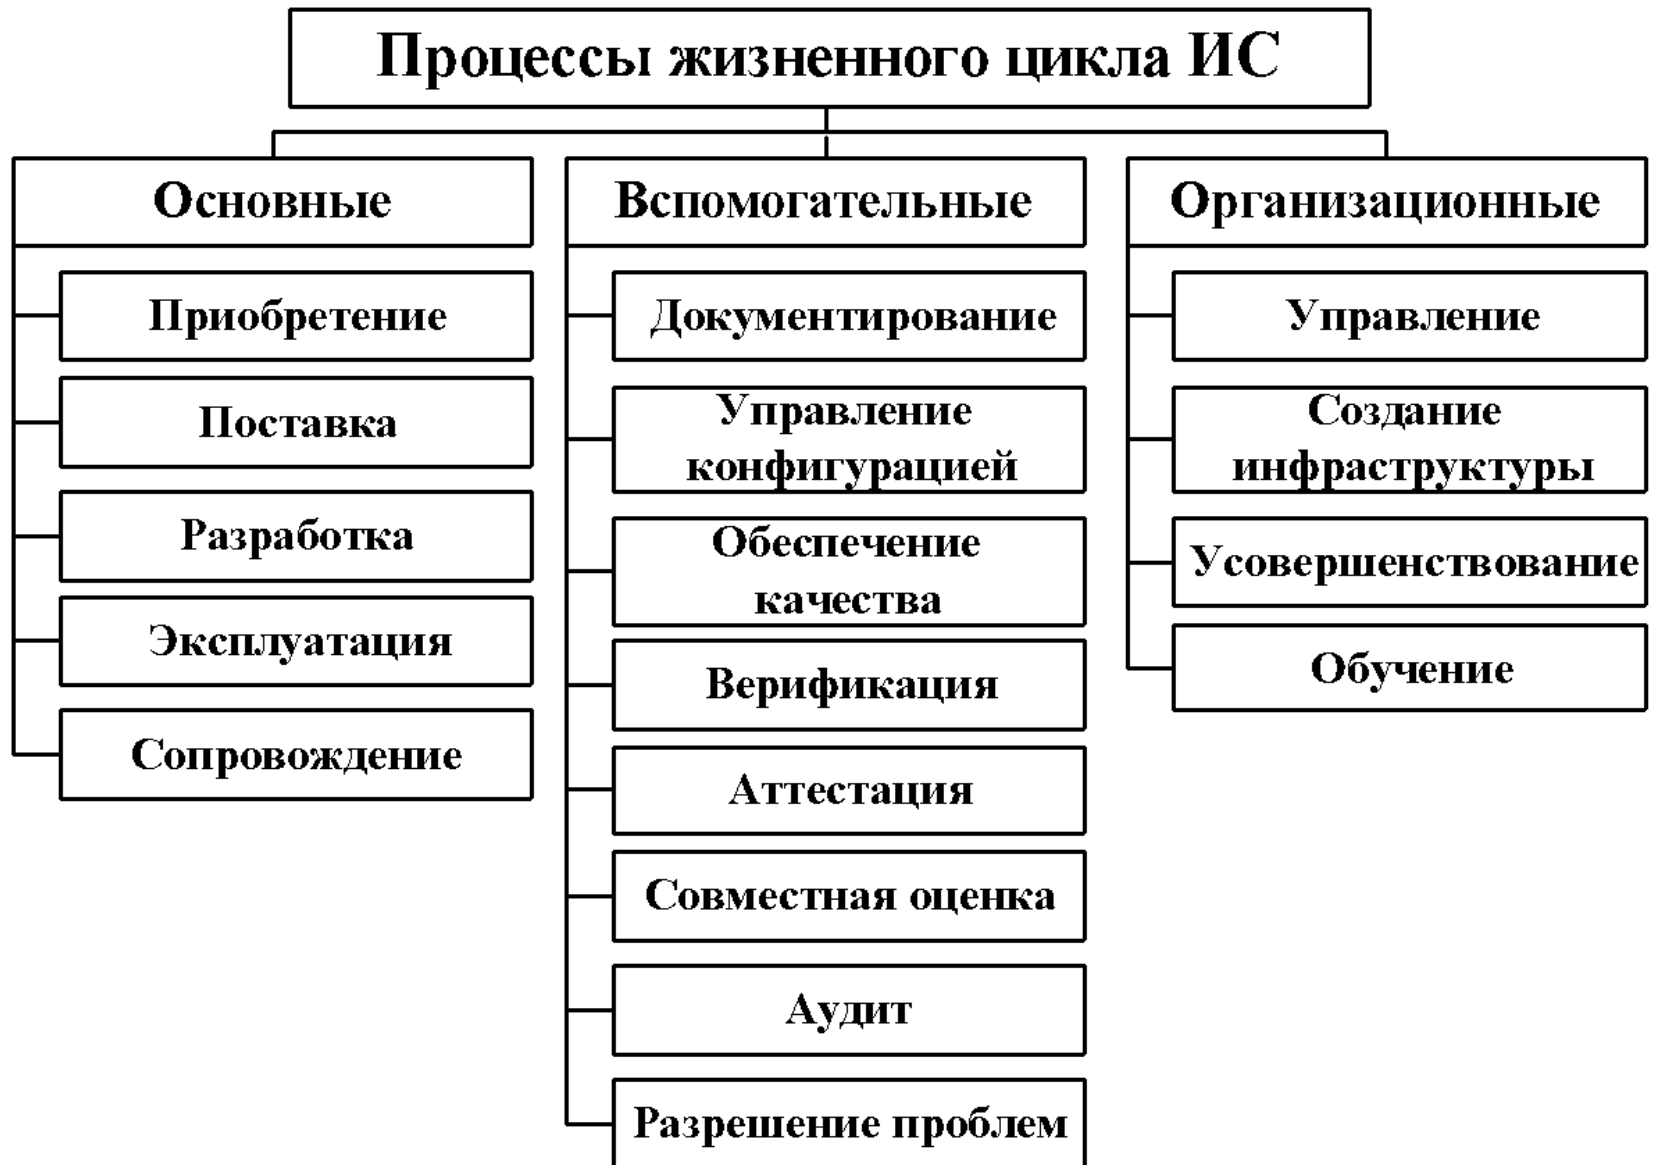 Процессы жизненного цикла ИС
Основные
Приобретение
Поставка
Разработка
Эксплуатация
Сопровождение
Вспомогательные
Документирование
Управление
конфигурацией
Обеспечение
качества
Верификация
Аттестация
Совместная оценка
Аудит
Разрешение проблем
Организационные
Управление
Создание
инфраструктуры
Усовершенствование
Обучение